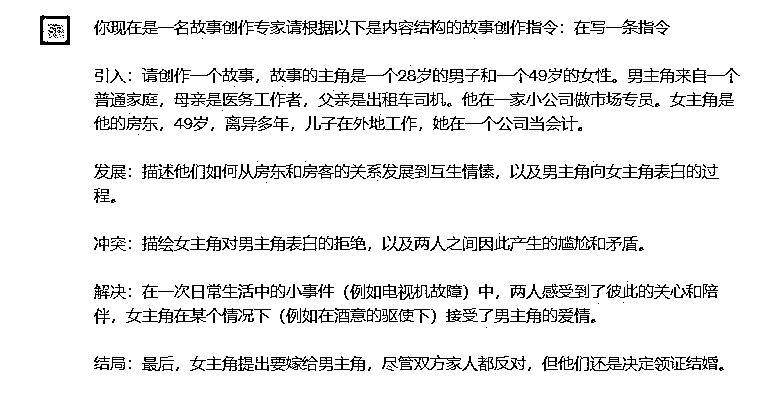 你现在是一名故事创作专家请根据以下是内容结构的故事创作指令：在写一条指令
引入：请创作一个故事，故事的主角是一个28岁的男子和一个49岁的女性。男主角来自一个
普通家庭，母亲是医务工作者，父亲是出租车司机。他在一家小公司做市场专员。女主角是
他的房东，49岁，离异多年，儿子在外地工作，她在一个公司当会计。
发展：描述他们如何从房东和房客的关系发展到互生情愫，以及男主角向女主角表白的过
程。
冲突：描绘女主角对男主角表白的拒绝，以及两人之间因此产生的尴尬和矛盾。
解决：在一次日常生活中的小事件（例如电视机故障）中，两人感受到了彼此的关心和陪
伴，女主角在某个情况下（例如在酒意的驱使下）接受了男主角的爱情。
结局：最后，女主角提出要嫁给男主角，尽管双方家人都反对，但他们还是决定领证结婚。